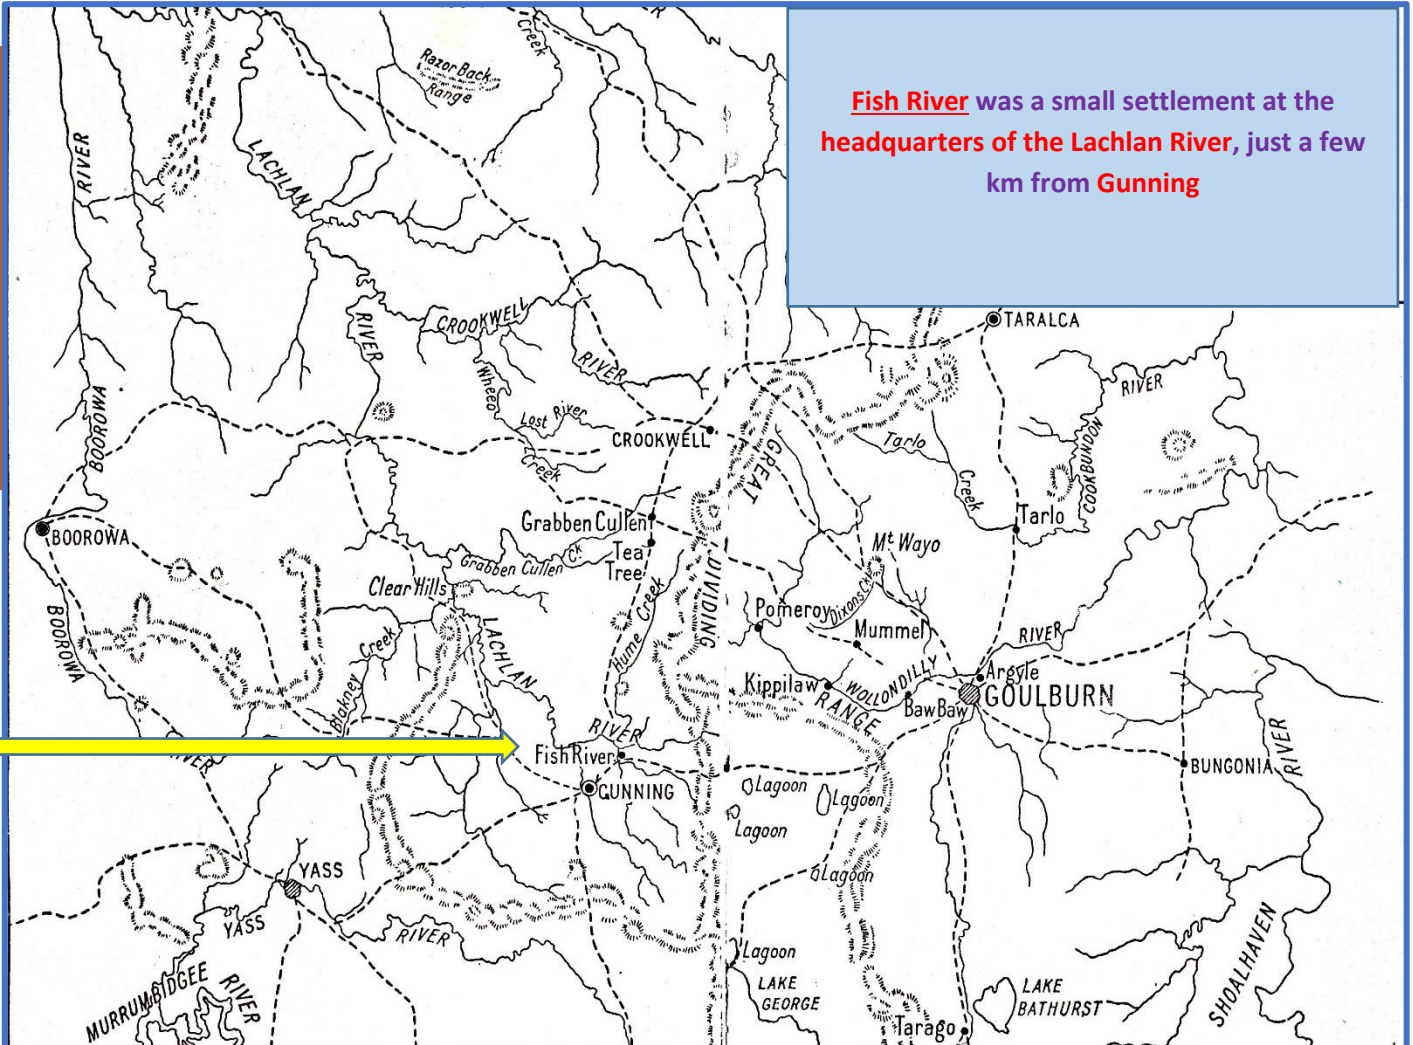 Fish River was a small settlement at the
headquarters of the Lachlan River, just a few
km from Gunning
Creek
Razor Back
Range
RIVER
LACHLAN
TARALCA
RIVER
CROOKWELL
RIVER
RIVER
Wheeo
Lost River
Creek
BOOROWA
CROOKWELL
GREAT
Tarlo
Creek
COOKBUNDON
Tarlo
BOOROWA
Grabben Cullen
Tea
Tree
Grabben Cullen Ck
Mt Wayo
Clear Hills
DIVIDING
Dixons Ck
Pomeroy
Mummel
BOOROWA
Creek
LACHLAN
Hume Creek
RIVER
Argyle
Kippilaw
WOLLONDILLY
RANGE
Baw Baw
GOULBURN
Blakney
RIVER
RIVER
Fish River
RIVER
BUNGONIA
GUNNING
Lagoon
Lagoon
Lagoon
YASS
Lagoon
YASS
RIVER
Lagoon
LAKE
GEORGE
LAKE
BATHURST
SHOALHAVEN
MURRUMBIDGEE
RIVER
Tarago